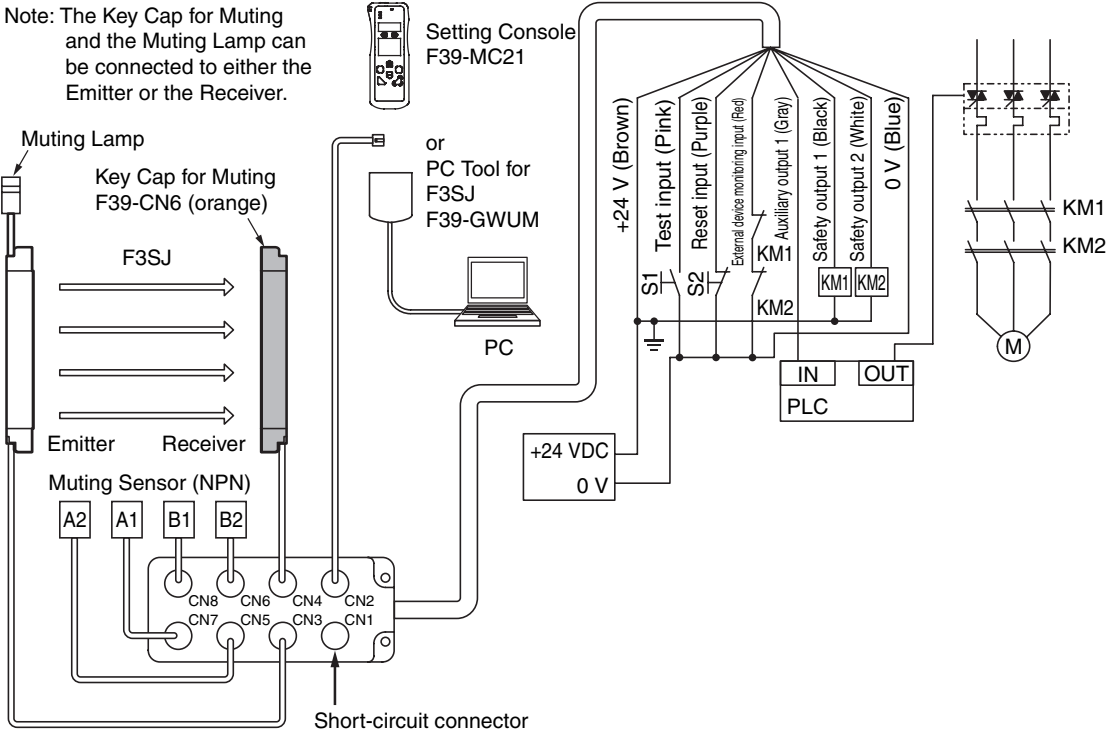 Note: The Key Cap for Muting
and the Muting Lamp can
be connected to either the
Emitter or the Receiver.
Setting Console
F39-MC21
or
PC Tool for
F3SJ
F39-GWUM
PC
Muting Lamp
Key Cap for Muting
F39-CN6 (orange)
F3SJ
Emitter
Receiver
Muting Sensor (NPN)
A2
A1
B1
B2
CN8
CN6
CN4
CN2
CN7
CN5
CN3
CN1
Short-circuit connector
+24 V (Brown)
Test input (Pink)
Reset input (Purple)
External device monitoring input (Red)
Auxiliary output 1 (Gray)
Safety output 1 (Black)
Safety output 2 (White)
0 V (Blue)
S1
S2
KM1
KM2
KM1
KM2
IN
OUT
PLC
+24 VDC
0 V
KM1
KM2
M